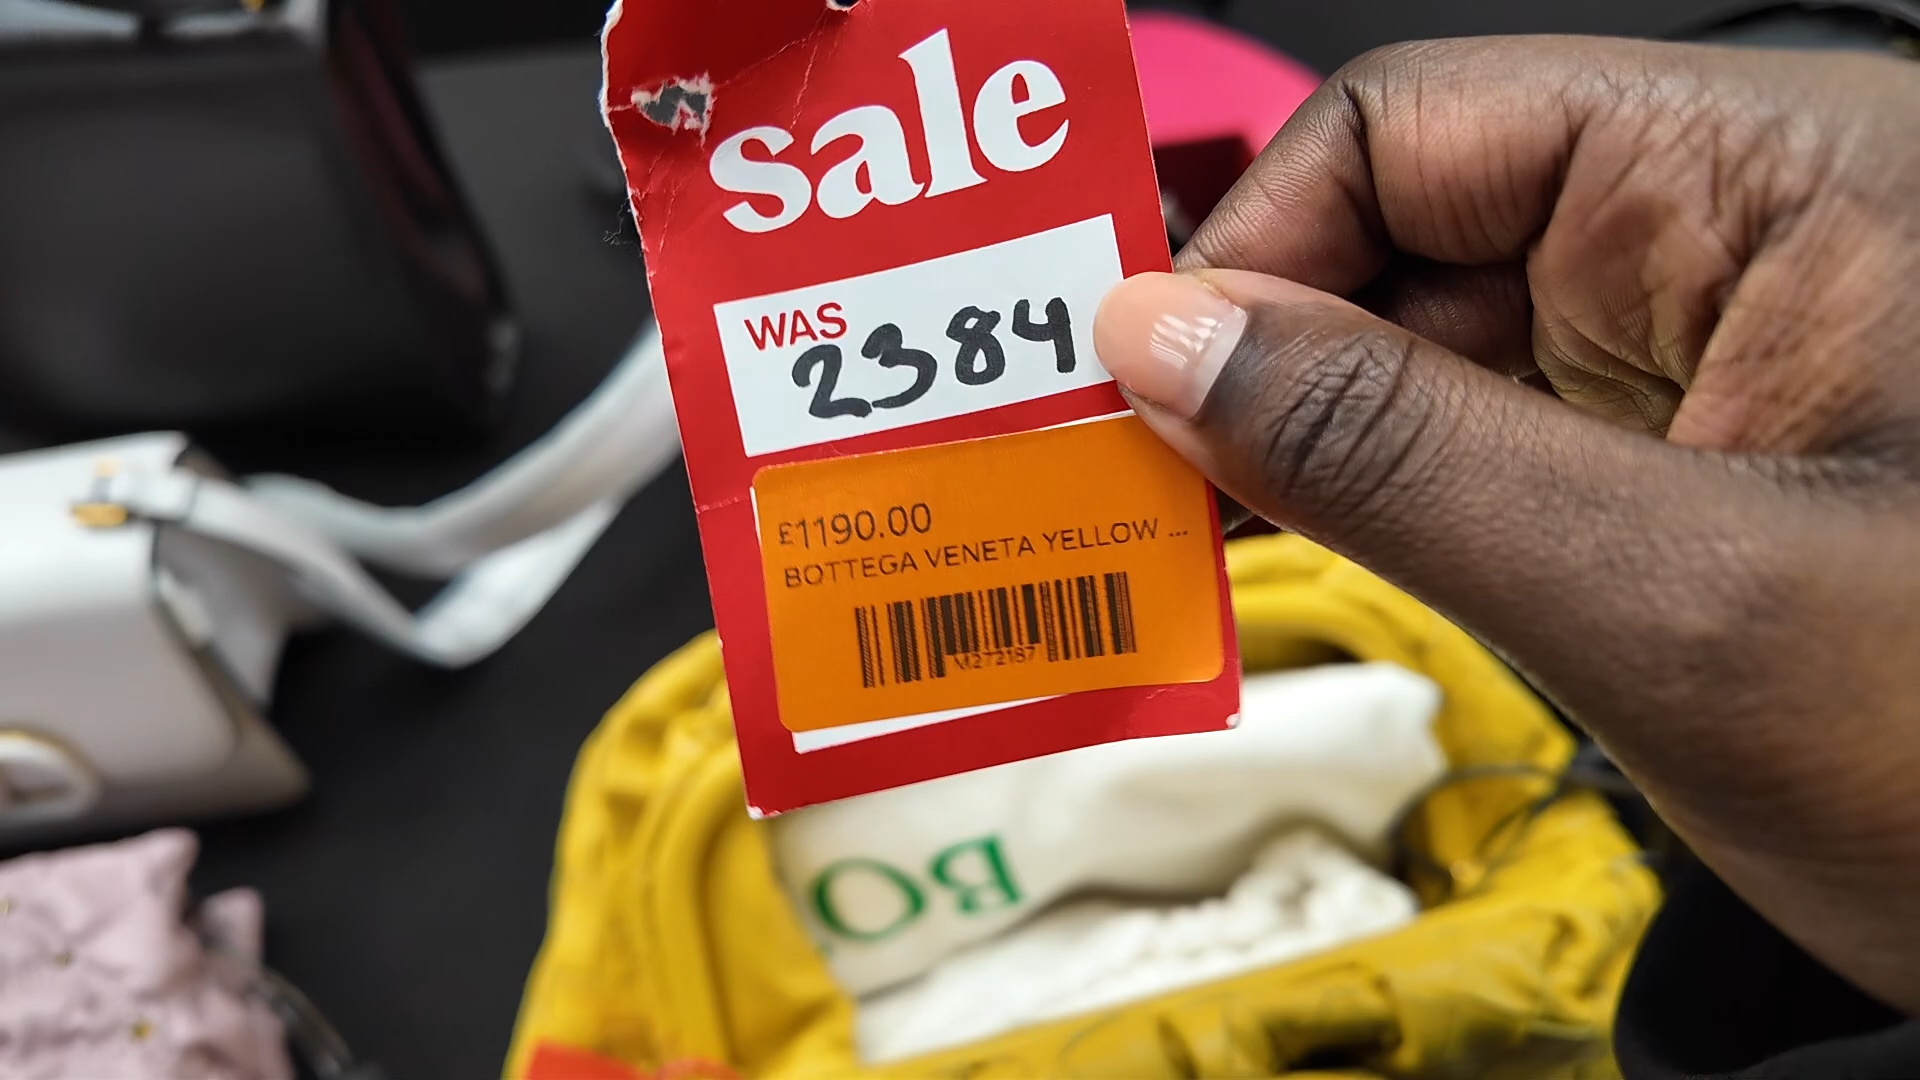 sale
WAS
2384
£1190.00
BOTTEGA VENETA YELLOW ...
M272187
BO